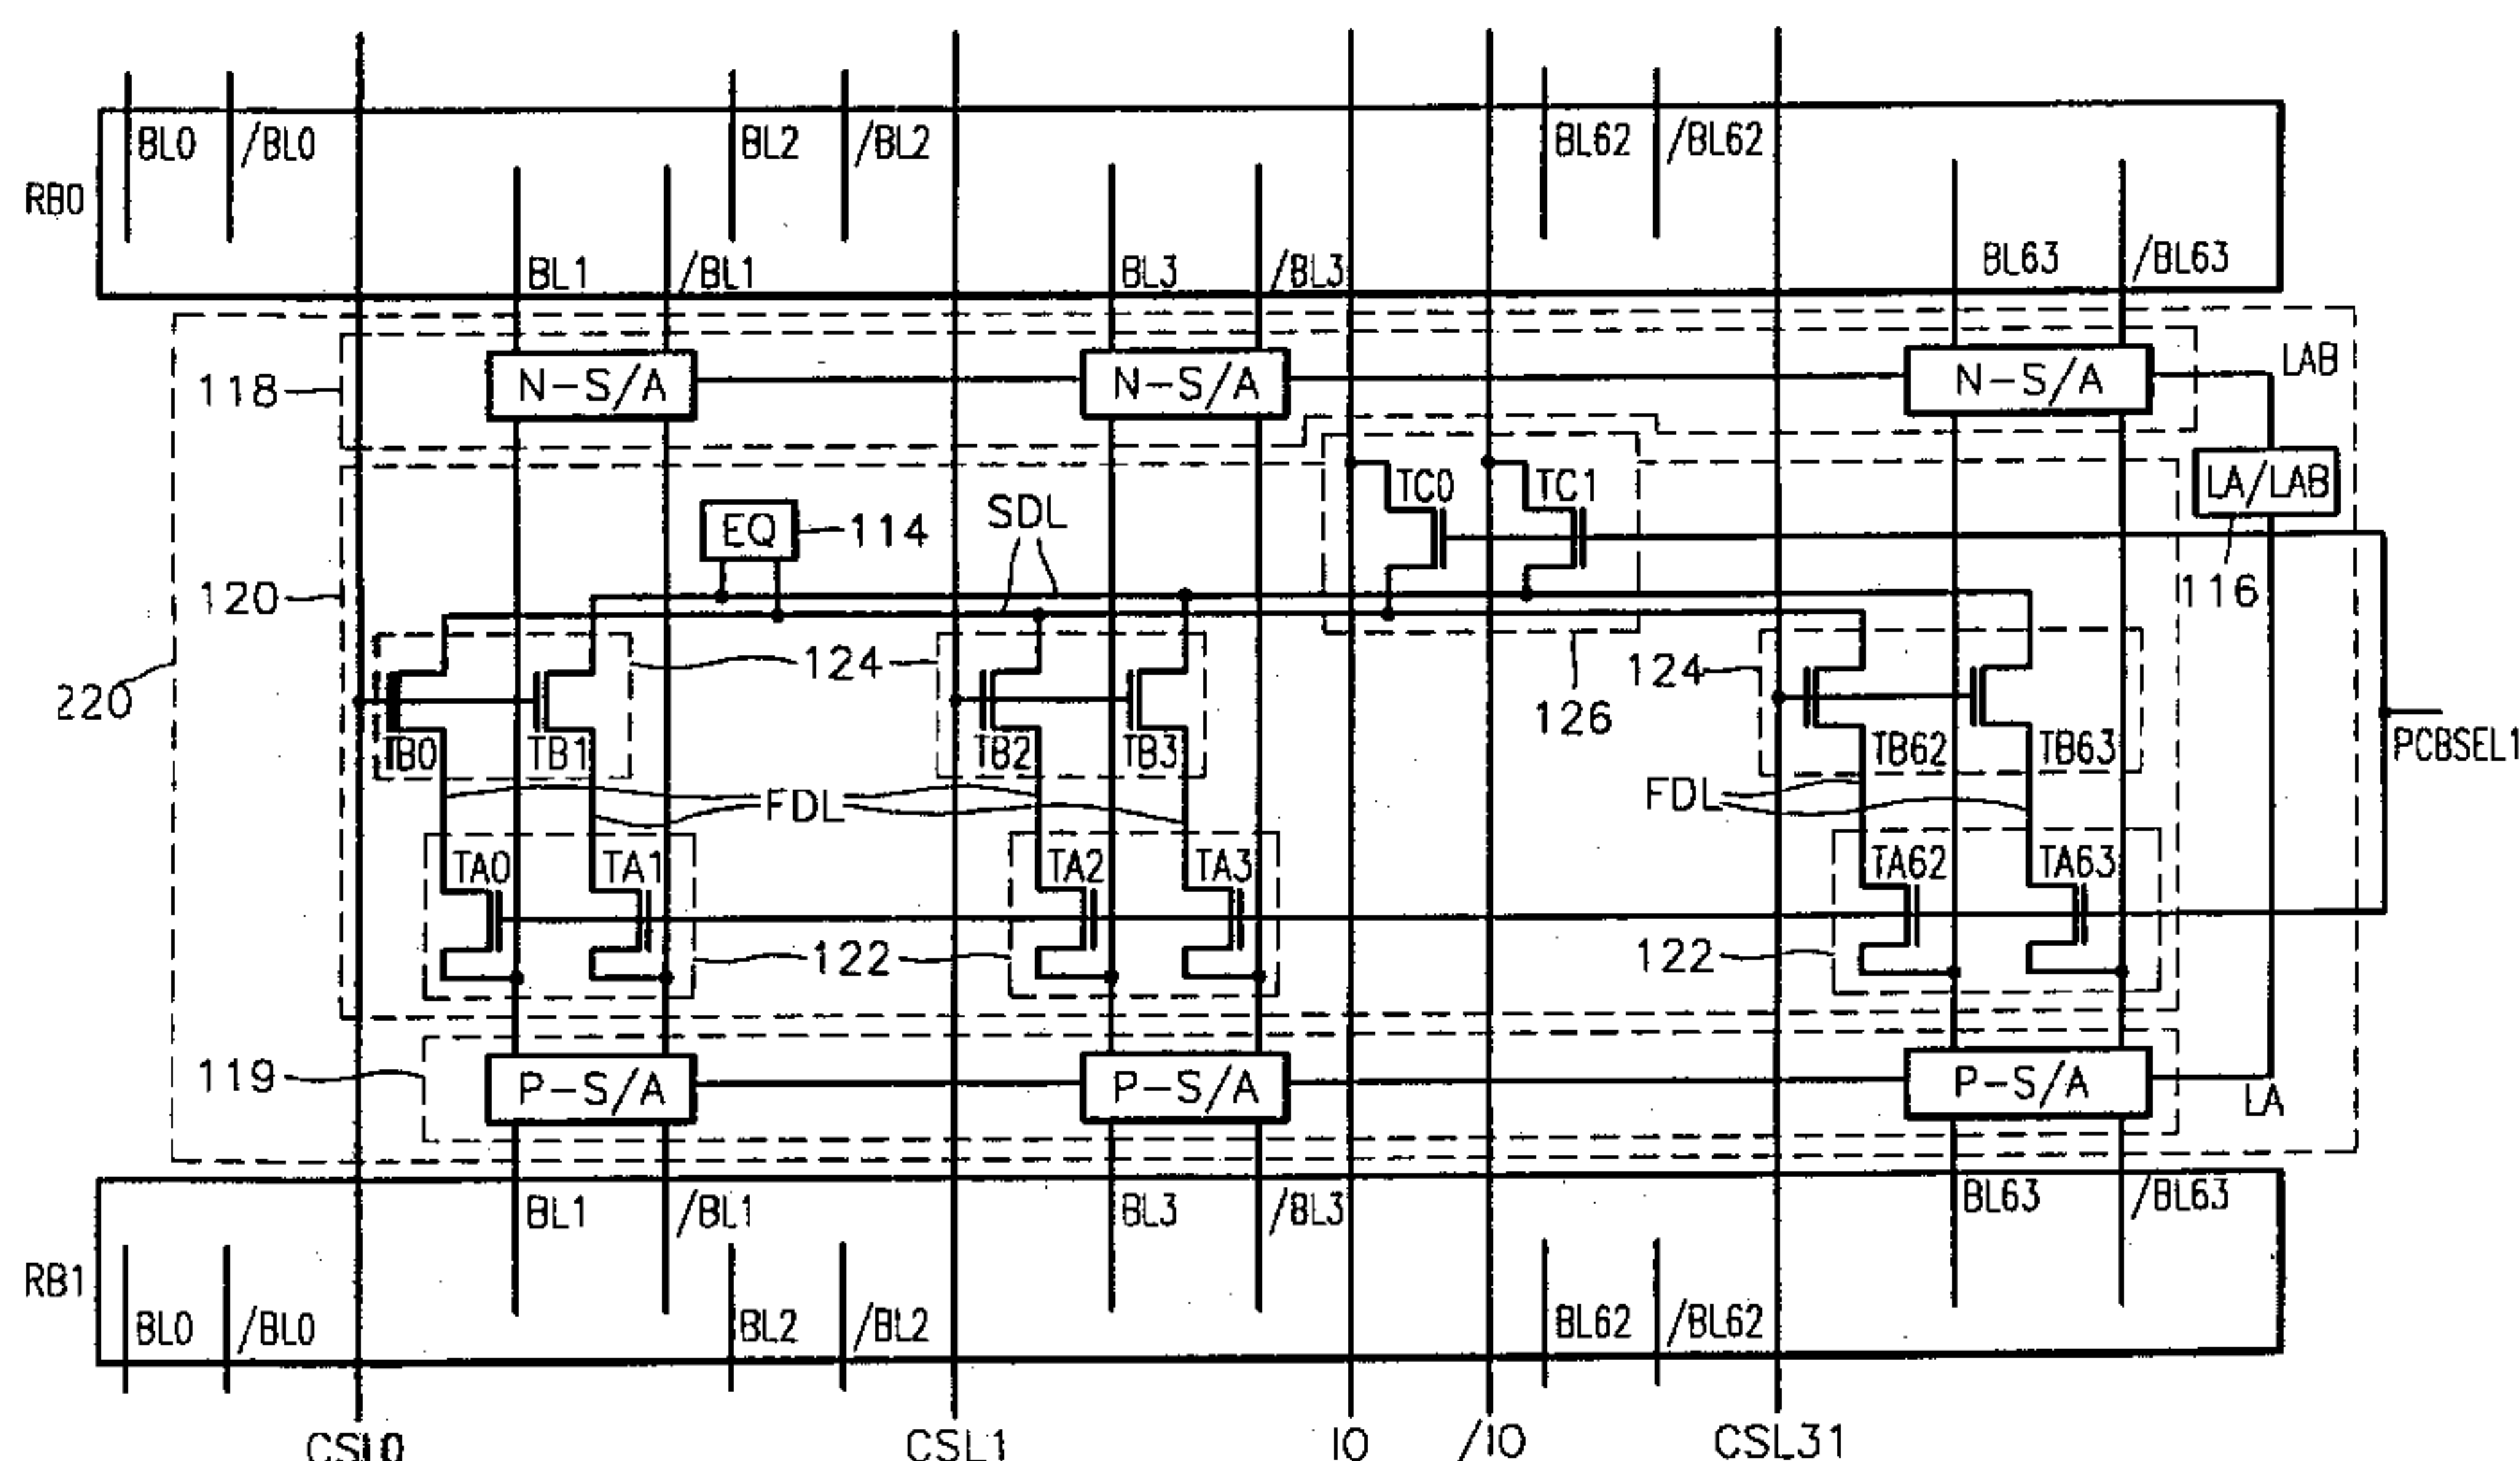 BL0 /BL0 BL2 /BL2 BL62 /BL62
RB0
BL1 /BL1 BL3 /BL3 BL63 /BL63
118 N-S/A N-S/A N-S/A LAB
TC0 TC1 LA/LAB
EQ 114 SDL
120 116
124 124
220 126
TB0 TB1 TB2 TB3 TB62 TB63 PCBSEL1
FDL FDL
TA0 TA1 TA2 TA3 TA62 TA63
122 122
119 P-S/A P-S/A P-S/A
LA
BL1 /BL1 BL3 /BL3 BL63 /BL63
RB1
BL0 /BL0 BL2 /BL2 BL62 /BL62
CSL0 CSL1 IO /IO CSL31